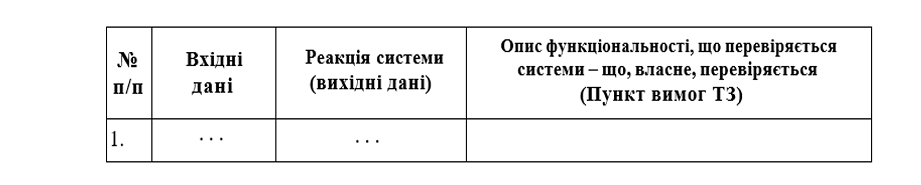 №
п/п
Вхідні
дані
Реакція системи
(вихідні дані)
Опис функціональності, що перевіряється
системи – що, власне, перевіряється
(Пункт вимог ТЗ)
1.
. . .
. . .